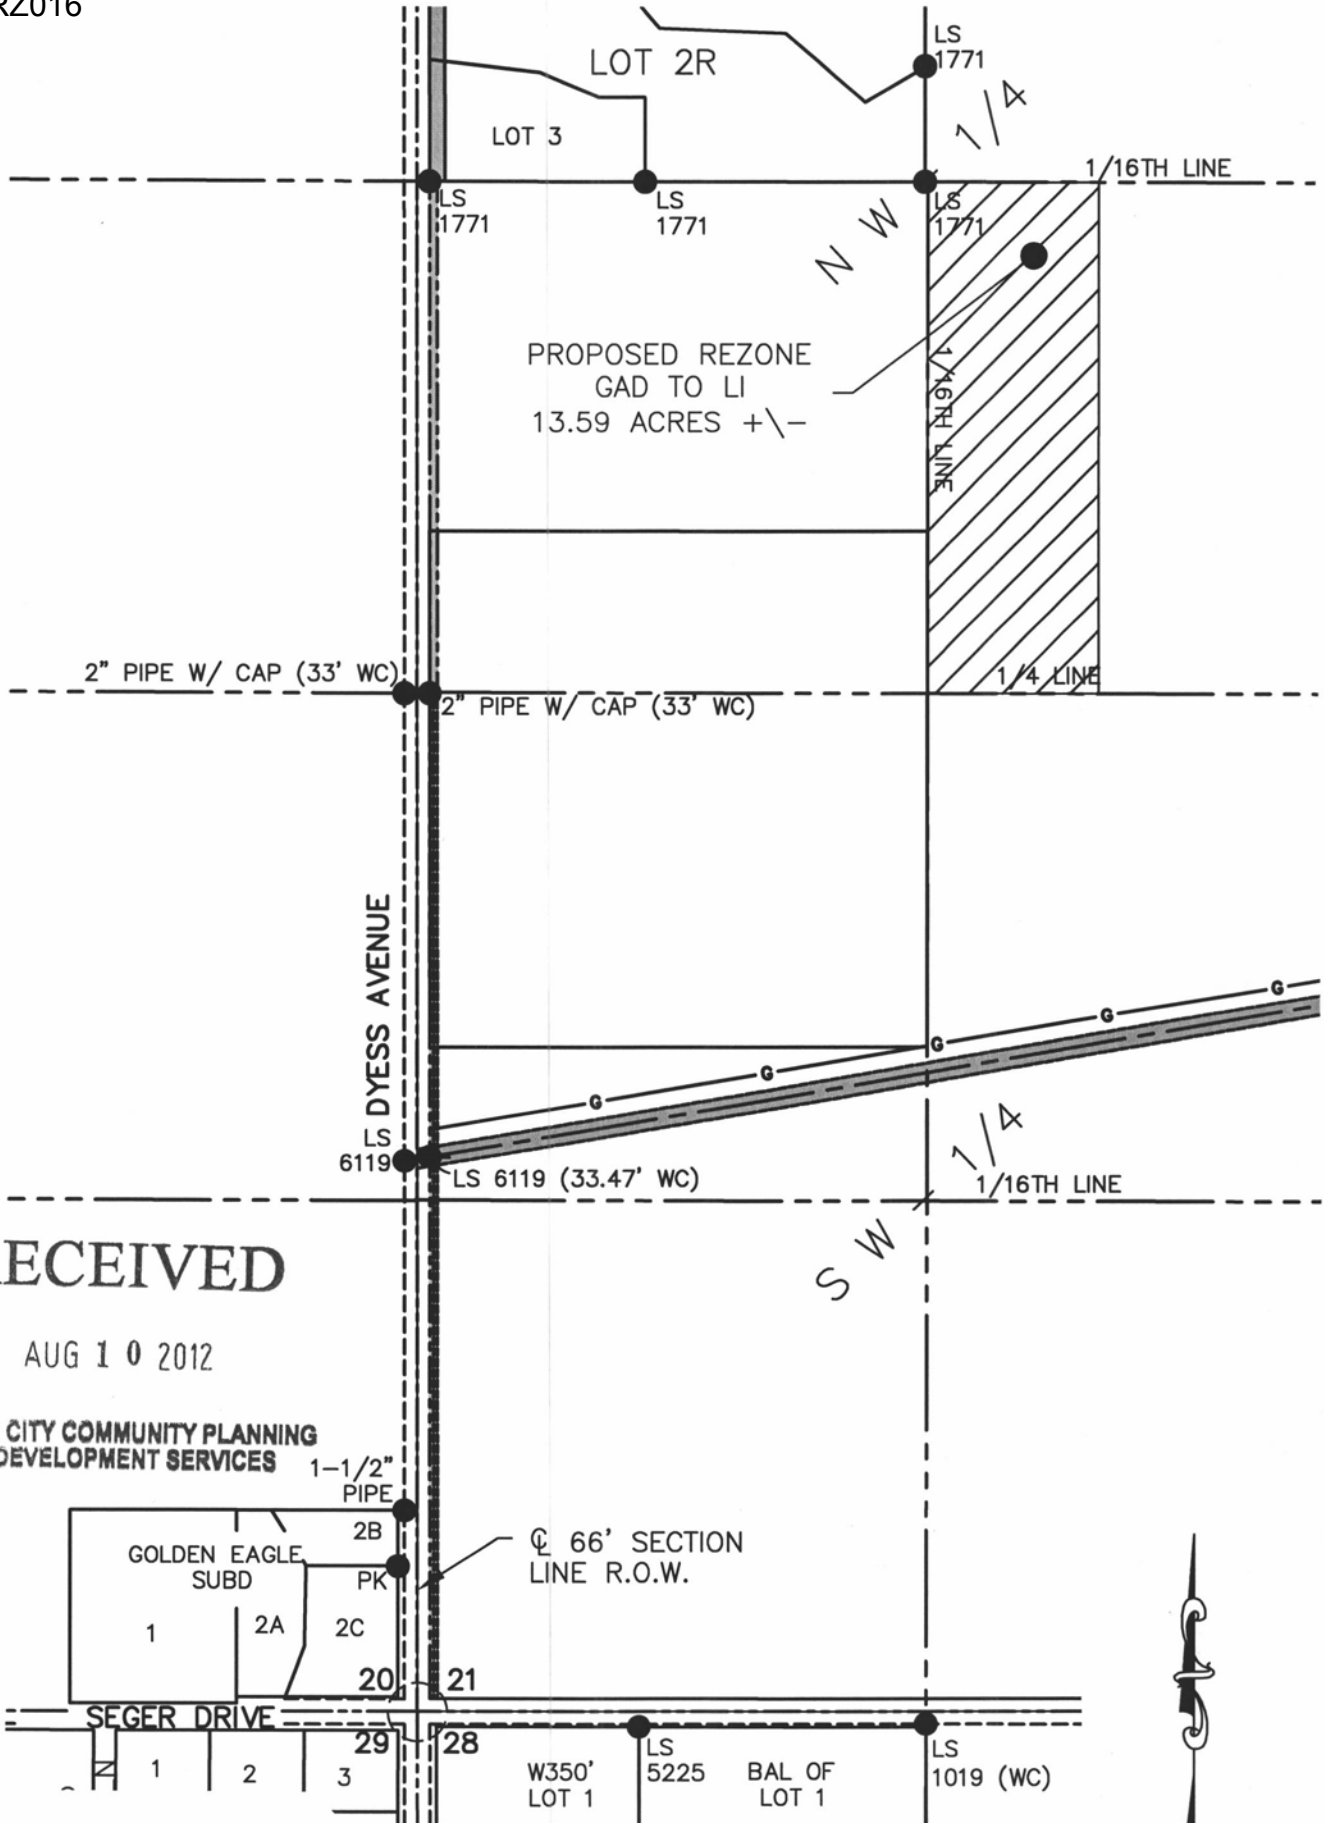 RZ016
LS
1771
LOT 2R
1/4
LOT 3
1/16TH LINE
LS
1771
LS
1771
LS
1771
N W
PROPOSED REZONE
GAD TO LI
13.59 ACRES +\-
1/16TH LINE
2" PIPE W/ CAP (33' WC)
1/4 LINE
2" PIPE W/ CAP (33' WC)
DYESS AVENUE
G
G
G
G
G
LS
6119
LS 6119 (33.47' WC)
1/4
1/16TH LINE
S W
ECEIVED
AUG 10 2012
CITY COMMUNITY PLANNING
DEVELOPMENT SERVICES
1-1/2"
PIPE
2B
GOLDEN EAGLE
SUBD
PK
℄ 66' SECTION
LINE R.O.W.
1
2A
2C
20
21
SEGER DRIVE
29
28
N
1
2
3
W350'
LOT 1
LS
5225
BAL OF
LOT 1
LS
1019 (WC)